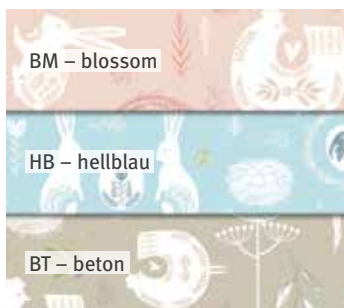 BM – blossom
HB – hellblau
BT – beton